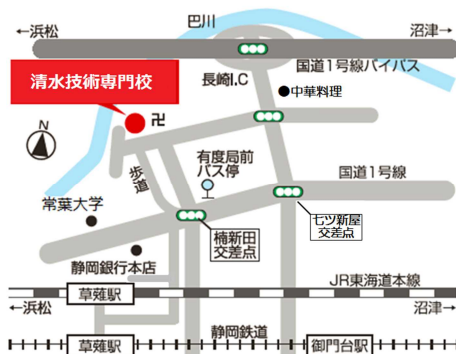 ←浜松
巴川
沼津→
長崎I.C
国道1号線バイパス
清水技術専門校
中華料理
卍
N
歩道
有度局前
バス停
国道1号線
常葉大学
七ツ新屋
交差点
楠新田
交差点
静岡銀行本店
JR東海道本線
←浜松
草薙駅
沼津→
静岡鉄道
草薙駅
御門台駅